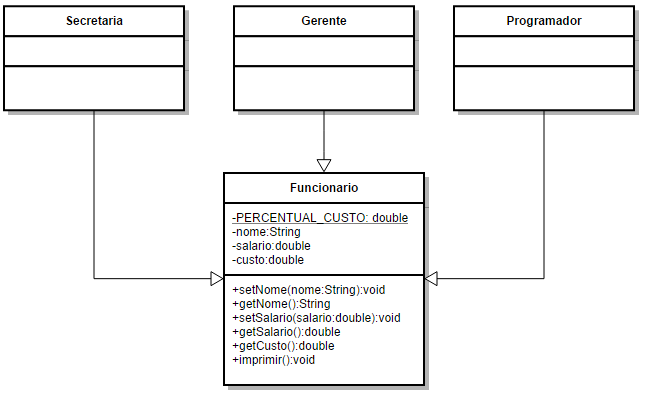 Secretaria
Gerente
Programador
Funcionario
-PERCENTUAL_CUSTO: double
-nome:String
-salario:double
-custo:double
+setNome(nome:String):void
+getNome():String
+setSalario(salario:double):void
+getSalario():double
+getCusto():double
+imprimir():void